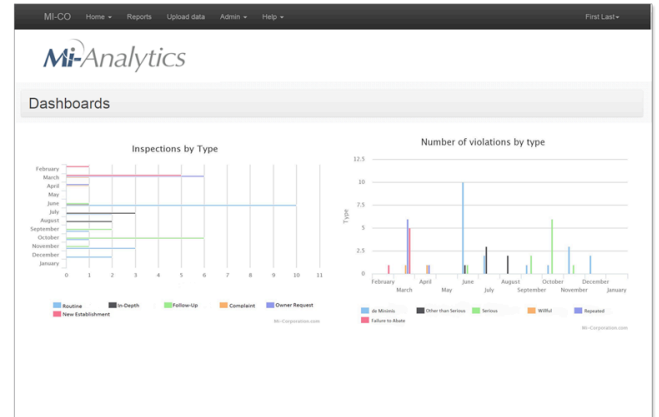 MI-CO Home Reports Upload data Admin Help First Last
Mi-Analytics
Dashboards
Inspections by Type
February
March
April
May
June
July
August
September
October
November
December
January
0 1 2 3 4 5 6 7 8 9 10 11
Routine In-Depth Follow-Up Complaint Owner Request
New Establishment
Mi-Corporation.com
Number of violations by type
12.5
10
7.5
5
2.5
0
Type
February April June August October December
March May July September November January
de Minimis Other than Serious Serious Willful Repeated
Failure to Abate
Mi-Corporation.com